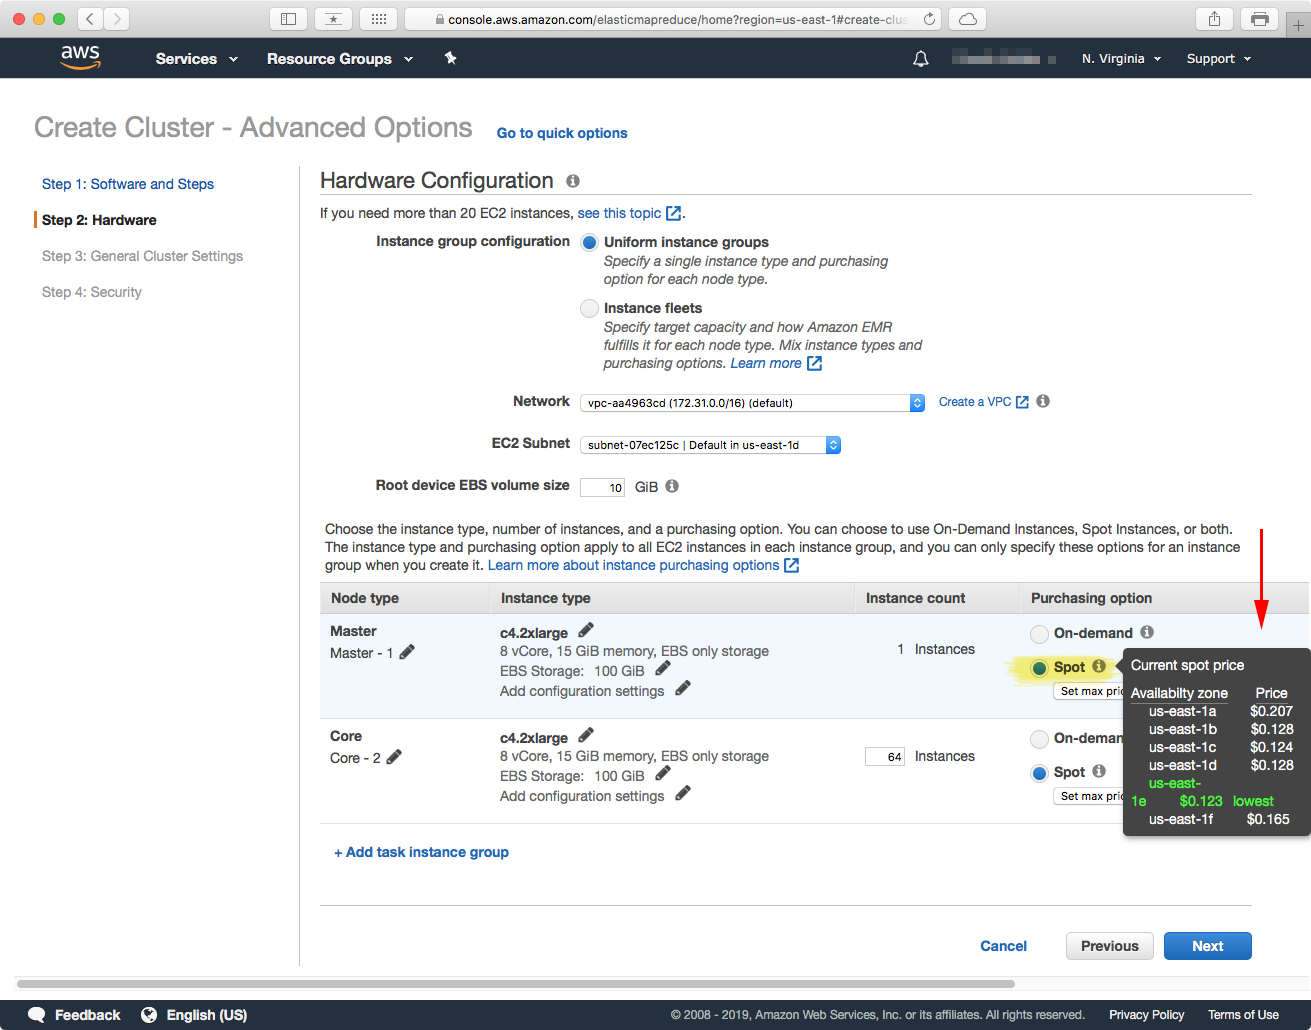 console.aws.amazon.com/elasticmapreduce/home?region=us-east-1#create-clus
aws
Services
Resource Groups
N. Virginia
Support
Create Cluster - Advanced Options
Go to quick options
Step 1: Software and Steps
Step 2: Hardware
Step 3: General Cluster Settings
Step 4: Security
Hardware Configuration
If you need more than 20 EC2 instances, see this topic .
Instance group configuration
Uniform instance groups
Specify a single instance type and purchasing
option for each node type.
Instance fleets
Specify target capacity and how Amazon EMR
fulfills it for each node type. Mix instance types and
purchasing options. Learn more
Network vpc-aa4963cd (172.31.0.0/16) (default) Create a VPC
EC2 Subnet subnet-07ec125c | Default in us-east-1d
Root device EBS volume size 10 GiB
Choose the instance type, number of instances, and a purchasing option. You can choose to use On-Demand Instances, Spot Instances, or both.
The instance type and purchasing option apply to all EC2 instances in each instance group, and you can only specify these options for an instance
group when you create it. Learn more about instance purchasing options
Node type Instance type Instance count Purchasing option
Master
Master - 1
c4.2xlarge
8 vCore, 15 GiB memory, EBS only storage
EBS Storage: 100 GiB
Add configuration settings
1 Instances
On-demand
Spot
Set max pric
Core
Core - 2
c4.2xlarge
8 vCore, 15 GiB memory, EBS only storage
EBS Storage: 100 GiB
Add configuration settings
64 Instances
On-deman
Spot
Set max pric
Current spot price
Availabilty zone Price
us-east-1a $0.207
us-east-1b $0.128
us-east-1c $0.124
us-east-1d $0.128
us-east-
1e $0.123 lowest
us-east-1f $0.165
+ Add task instance group
Cancel
Previous
Next
Feedback
English (US)
© 2008 - 2019, Amazon Web Services, Inc. or its affiliates. All rights reserved.
Privacy Policy
Terms of Use